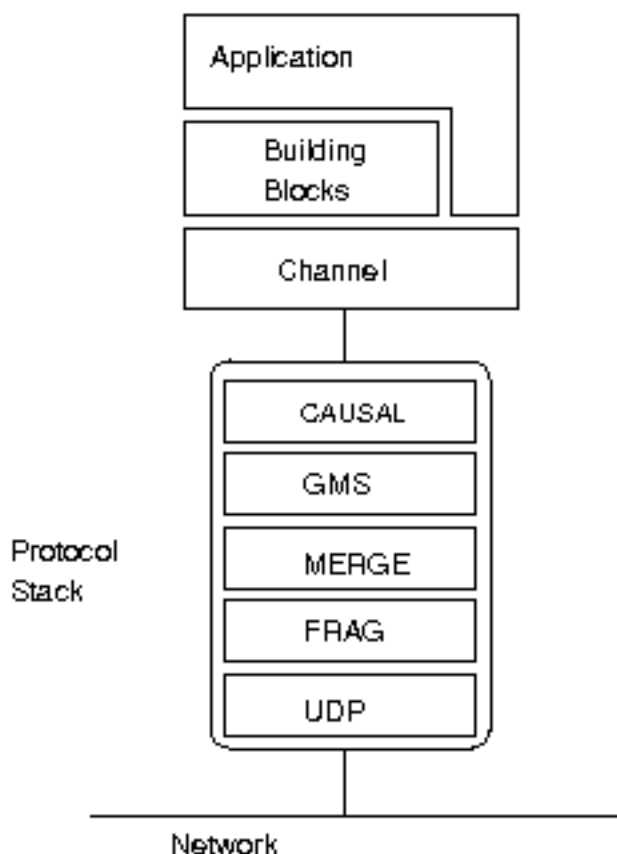 Application
Building
Blocks
Channel
CAUSAL
GMS
Protocol
Stack
MERGE
FRAG
UDP
Network